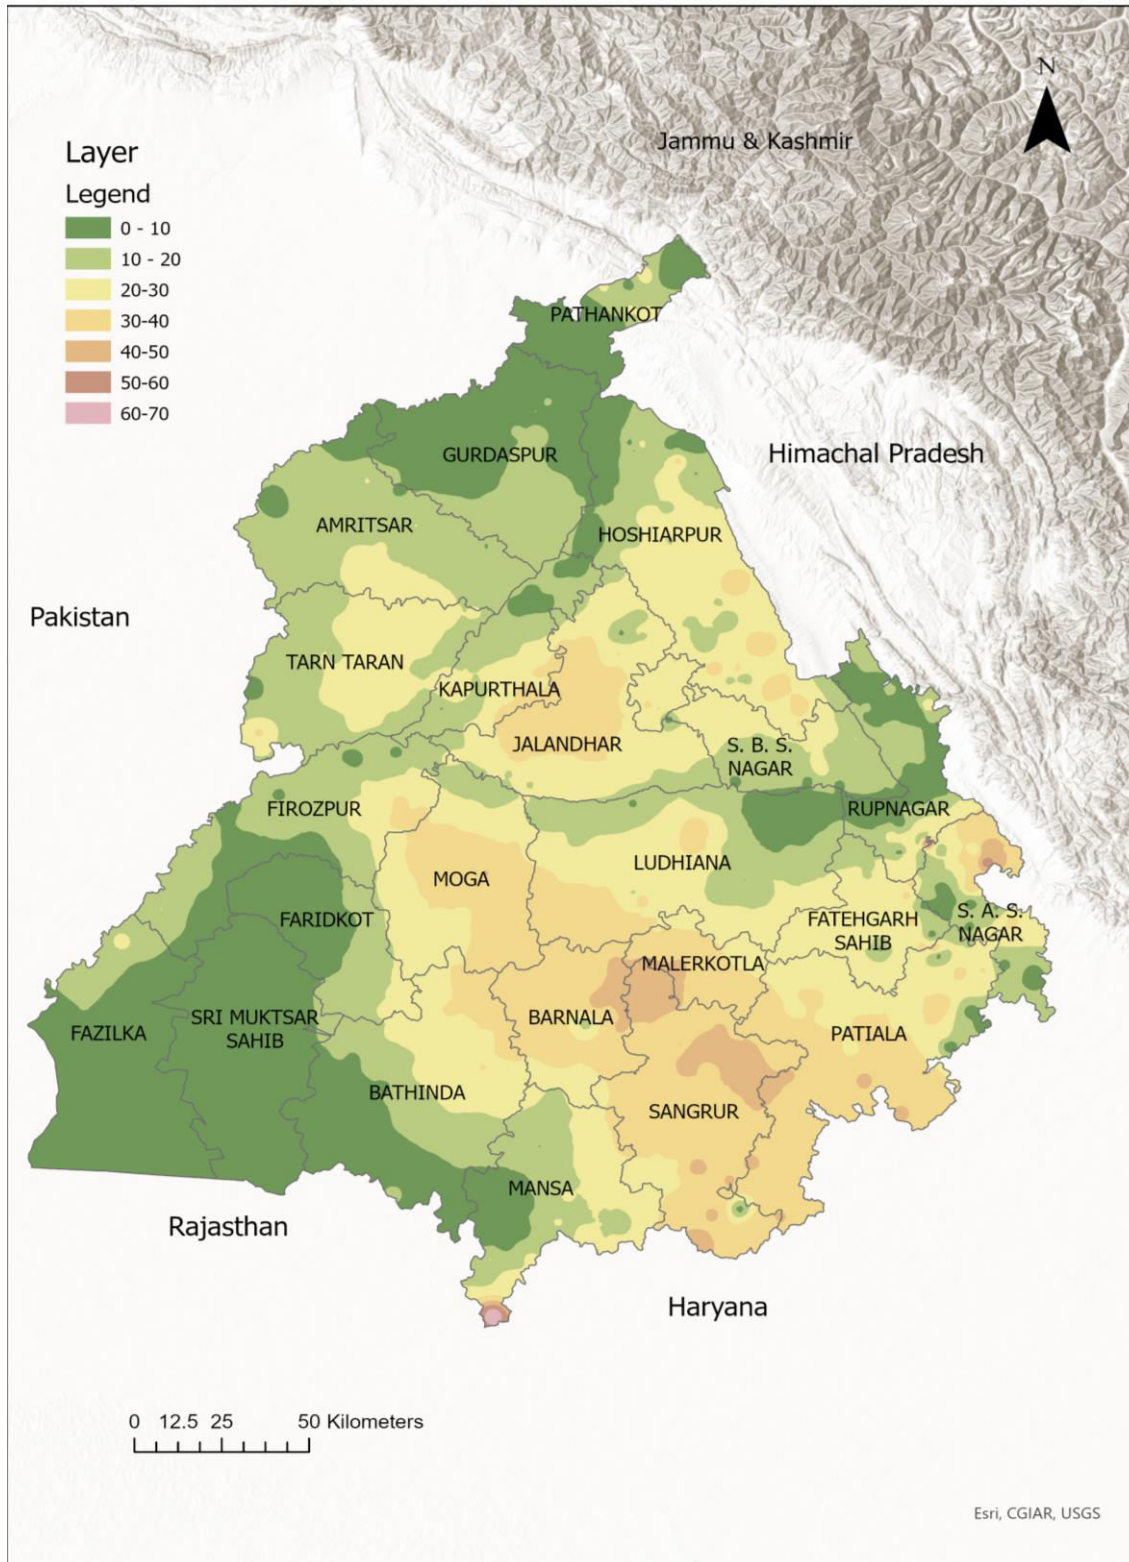 N
Jammu & Kashmir
Layer
Legend
0 - 10
10 - 20
20-30
30-40
40-50
50-60
60-70
PATHANKOT
GURDASPUR
Himachal Pradesh
AMRITSAR
HOSHIARPUR
Pakistan
TARN TARAN
KAPURTHALA
JALANDHAR
S. B. S.
NAGAR
FIROZPUR
RUPNAGAR
LUDHIANA
MOGA
FARIDKOT
FATEHGARH
SAHIB
S. A. S.
NAGAR
MALERKOTLA
BARNALA
SRI MUKTSAR
SAHIB
FAZILKA
PATIALA
BATHINDA
SANGRUR
MANSA
Rajasthan
Haryana
0 12.5 25 50 Kilometers
Esri, CGIAR, USGS